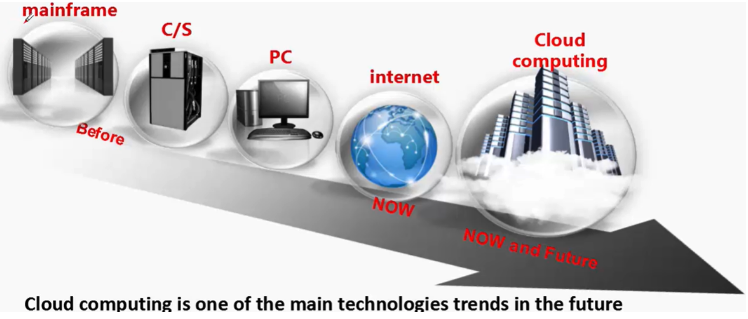 mainframe
C/S
PC
internet
Cloud
computing
Before
NOW
NOW and Future
Cloud computing is one of the main technologies trends in the future